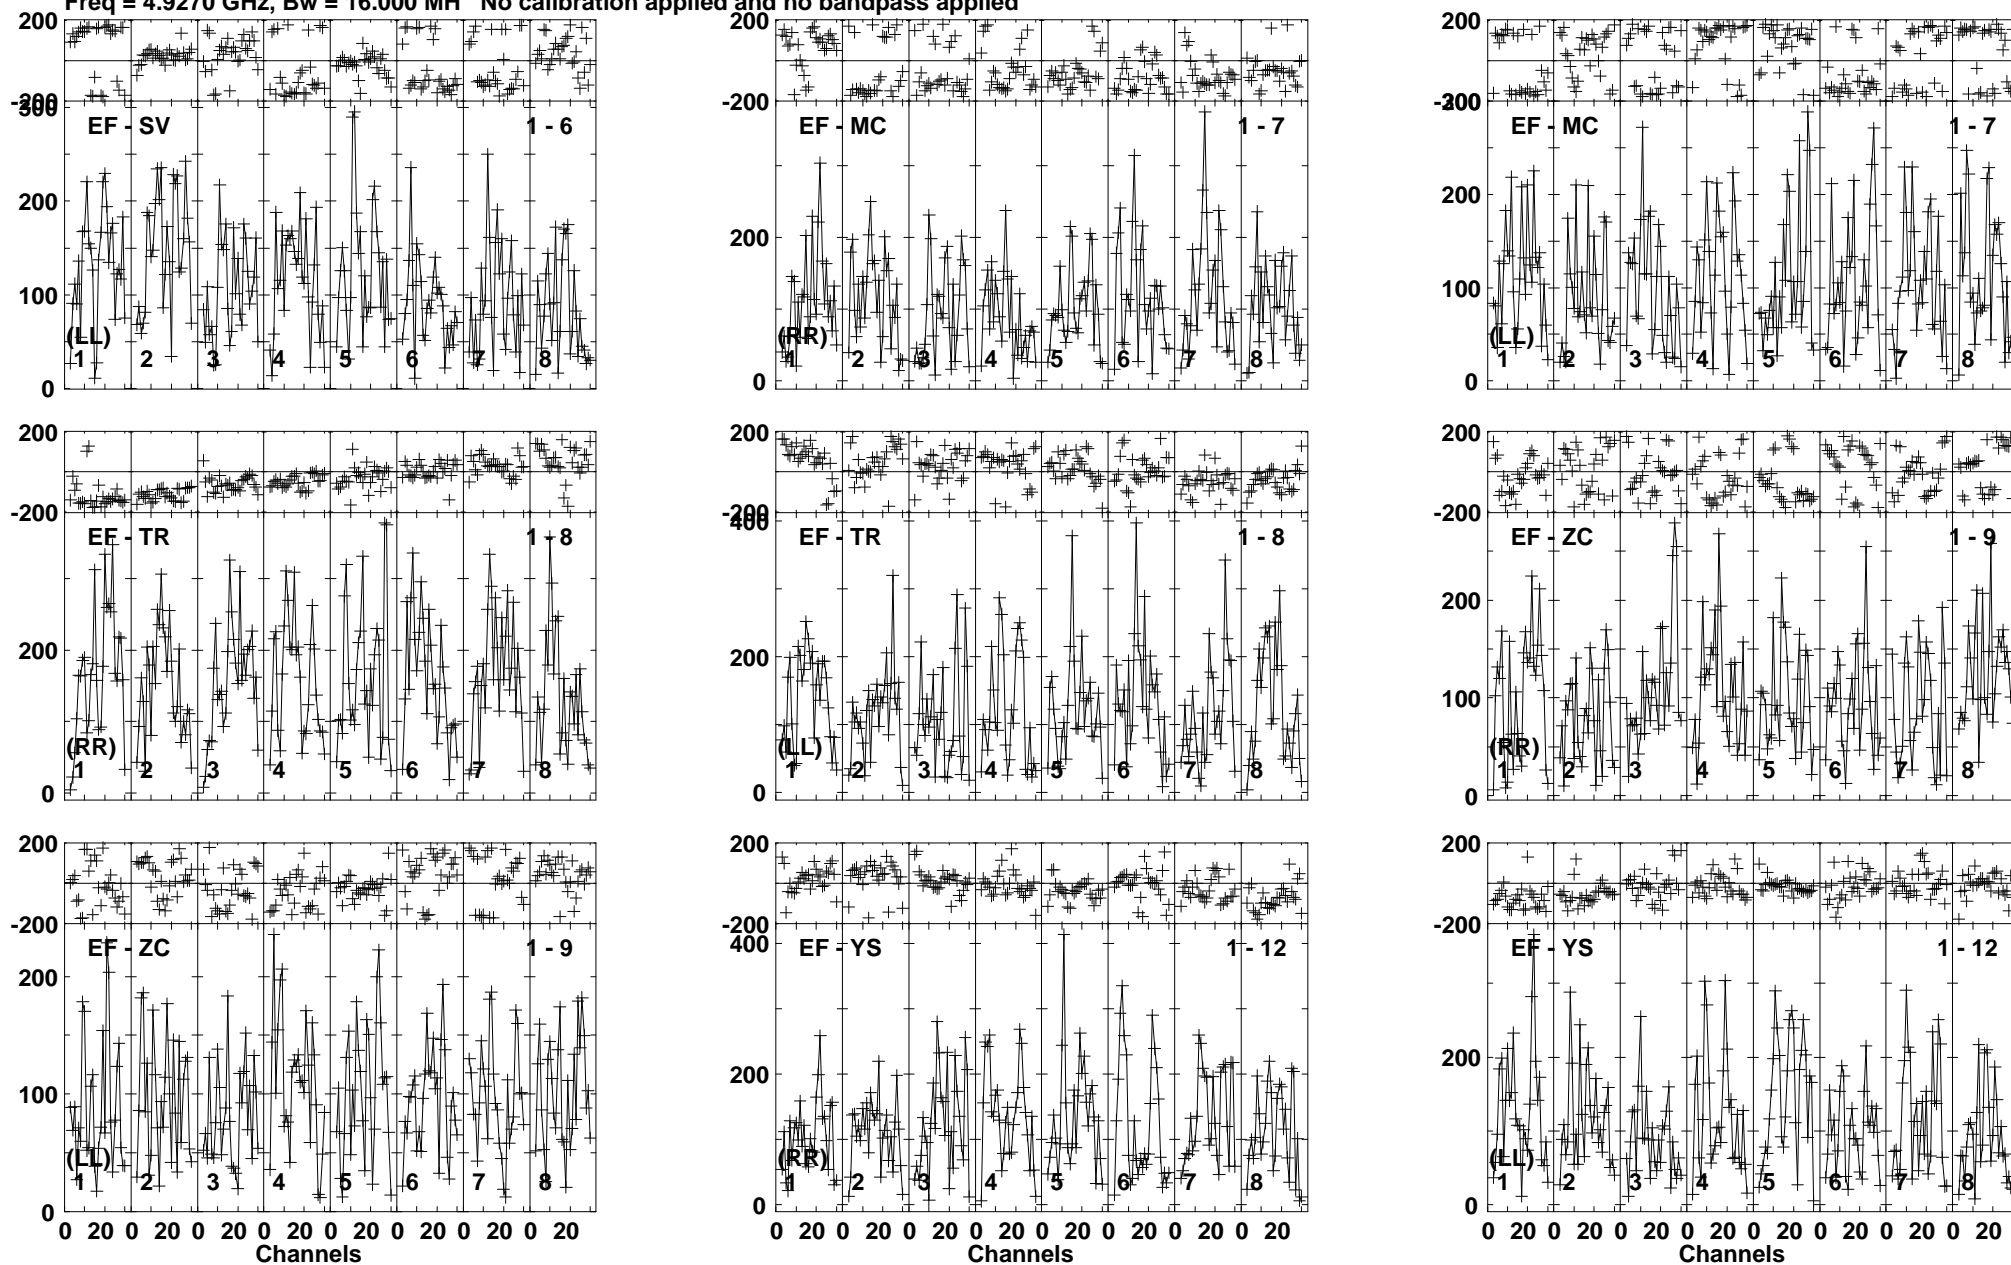 Freq = 4.9270 GHz, Bw = 16.000 MH No calibration applied and no bandpass applied
200 200 200
-200 -200 -200
300
EF - SV 1 - 6 EF - MC 1 - 7 EF - MC 1 - 7
200 200 200
100 100
(LL) (RR) (LL)
1 2 3 4 5 6 7 8 1 2 3 4 5 6 7 8 1 2 3 4 5 6 7 8
0 0 0
200 200 200
-200 -200 -200
400
EF - TR 1 - 8 EF - TR 1 - 8 EF - ZC 1 - 9
200 200 200
100
(RR) (LL) (RR)
1 2 3 4 5 6 7 8 1 2 3 4 5 6 7 8 1 2 3 4 5 6 7 8
0 0 0
200 200 200
-200 -200 -200
EF - ZC 1 - 9 EF - YS 1 - 12 EF - YS 1 - 12
400
200 200 200
100
(LL) (RR) (LL)
1 2 3 4 5 6 7 8 1 2 3 4 5 6 7 8 1 2 3 4 5 6 7 8
0 0 0
0 20 0 20 0 20 0 20 0 20 0 20 0 20 0 20 0 20 0 20 0 20 0 20 0 20 0 20 0 20 0 20 0 20 0 20 0 20 0 20 0 20 0 20 0 20 0 20
Channels Channels Channels